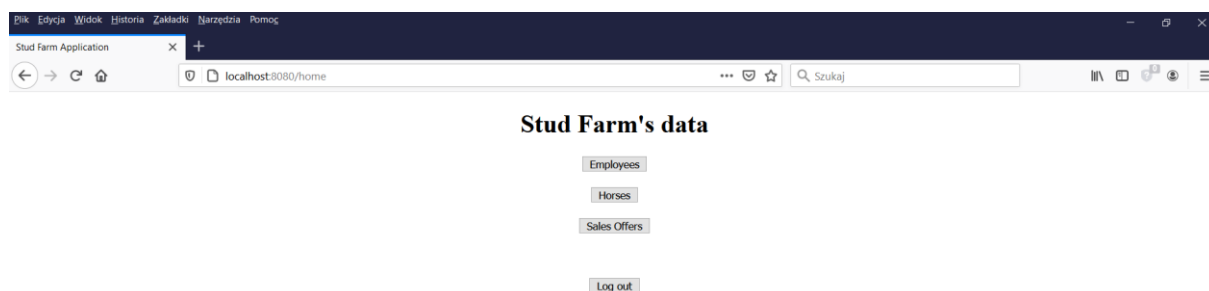 Plik Edycja Widok Historia Zakładki Narzędzia Pomoc
Stud Farm Application
localhost:8080/home
Szukaj
Stud Farm's data
Employees
Horses
Sales Offers
Log out